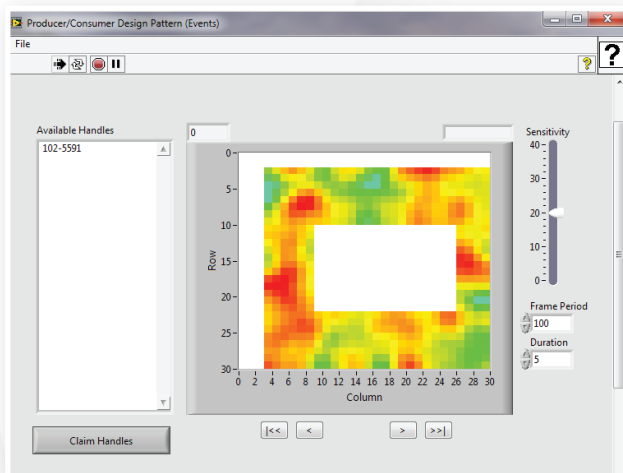 Producer/Consumer Design Pattern (Events)
File
?
?
Available Handles
102-5591
Claim Handles
0
Row
0
5
10
15
20
25
30
0 2 4 6 8 10 12 14 16 18 20 22 24 26 28 30
Column
|<< < > >>|
Sensitivity
40
30
20
10
0
Frame Period
100
Duration
5